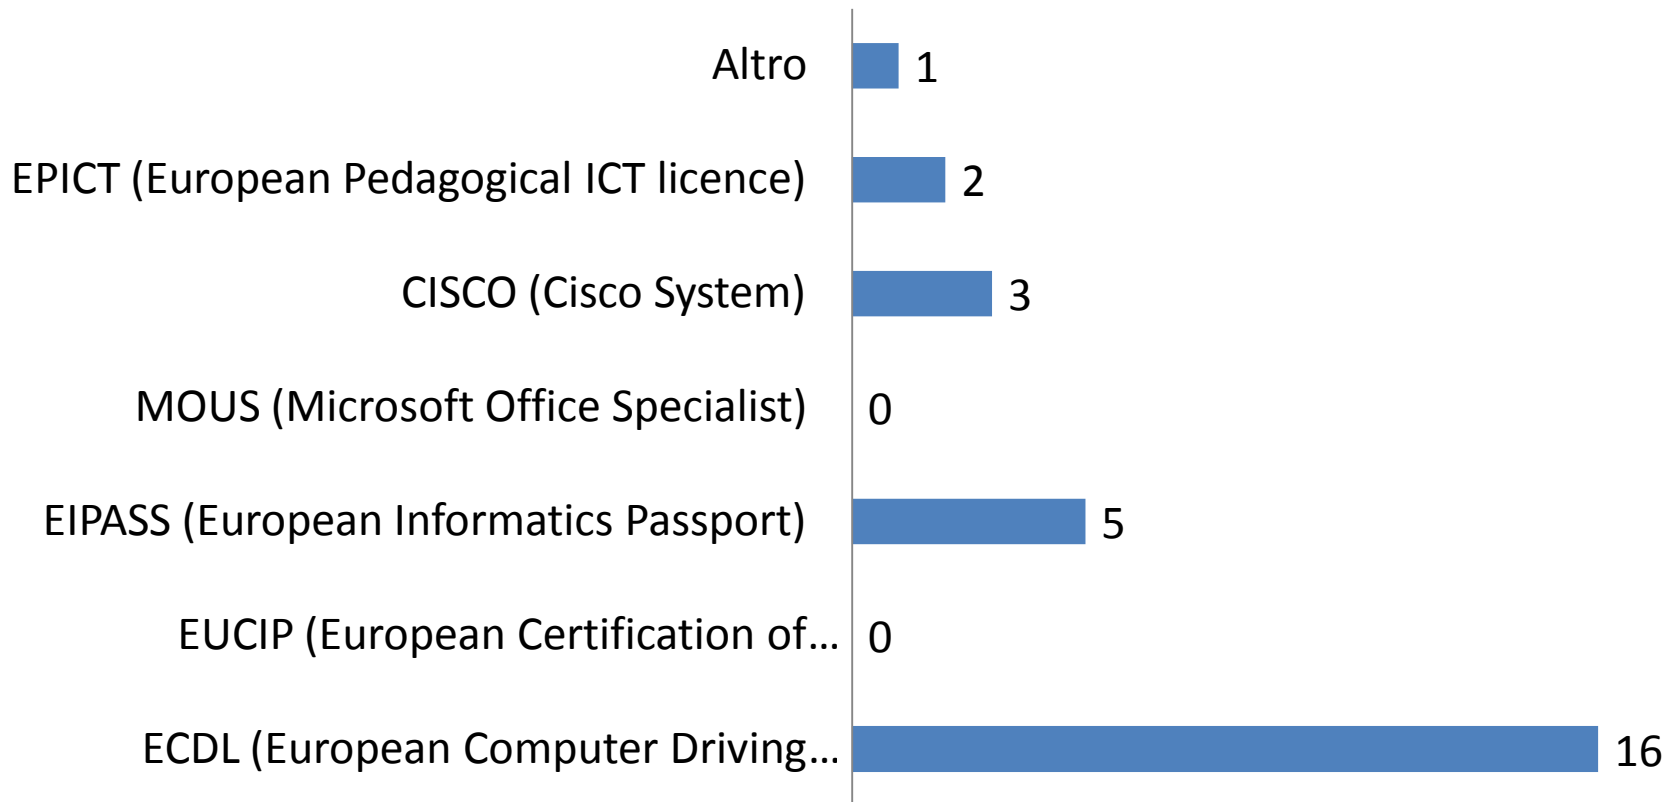 Altro 1
EPICT (European Pedagogical ICT licence) 2
CISCO (Cisco System) 3
MOUS (Microsoft Office Specialist) 0
EIPASS (European Informatics Passport) 5
EUCIP (European Certification of... 0
ECDL (European Computer Driving... 16